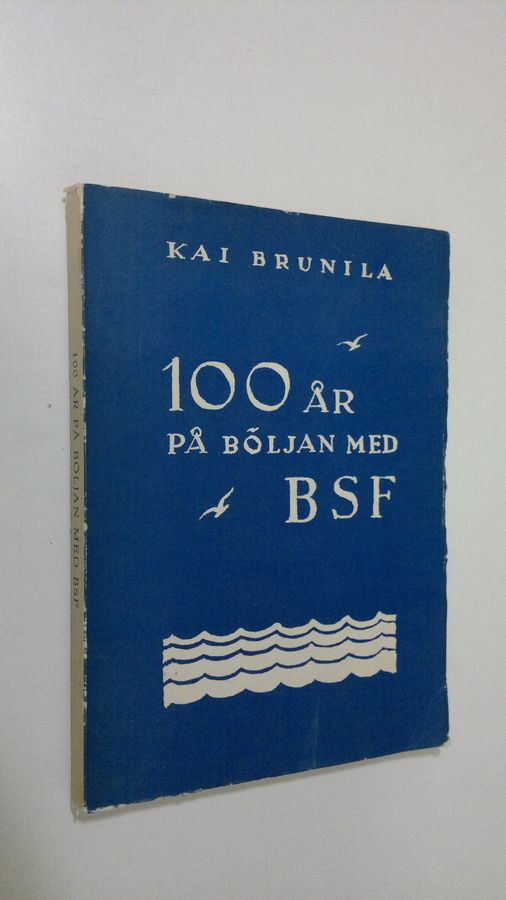 KAI BRUNILA
100 ÅR
PÅ BÖLJAN MED
BSF
100 ÅR PÅ BÖLJAN MED BSF